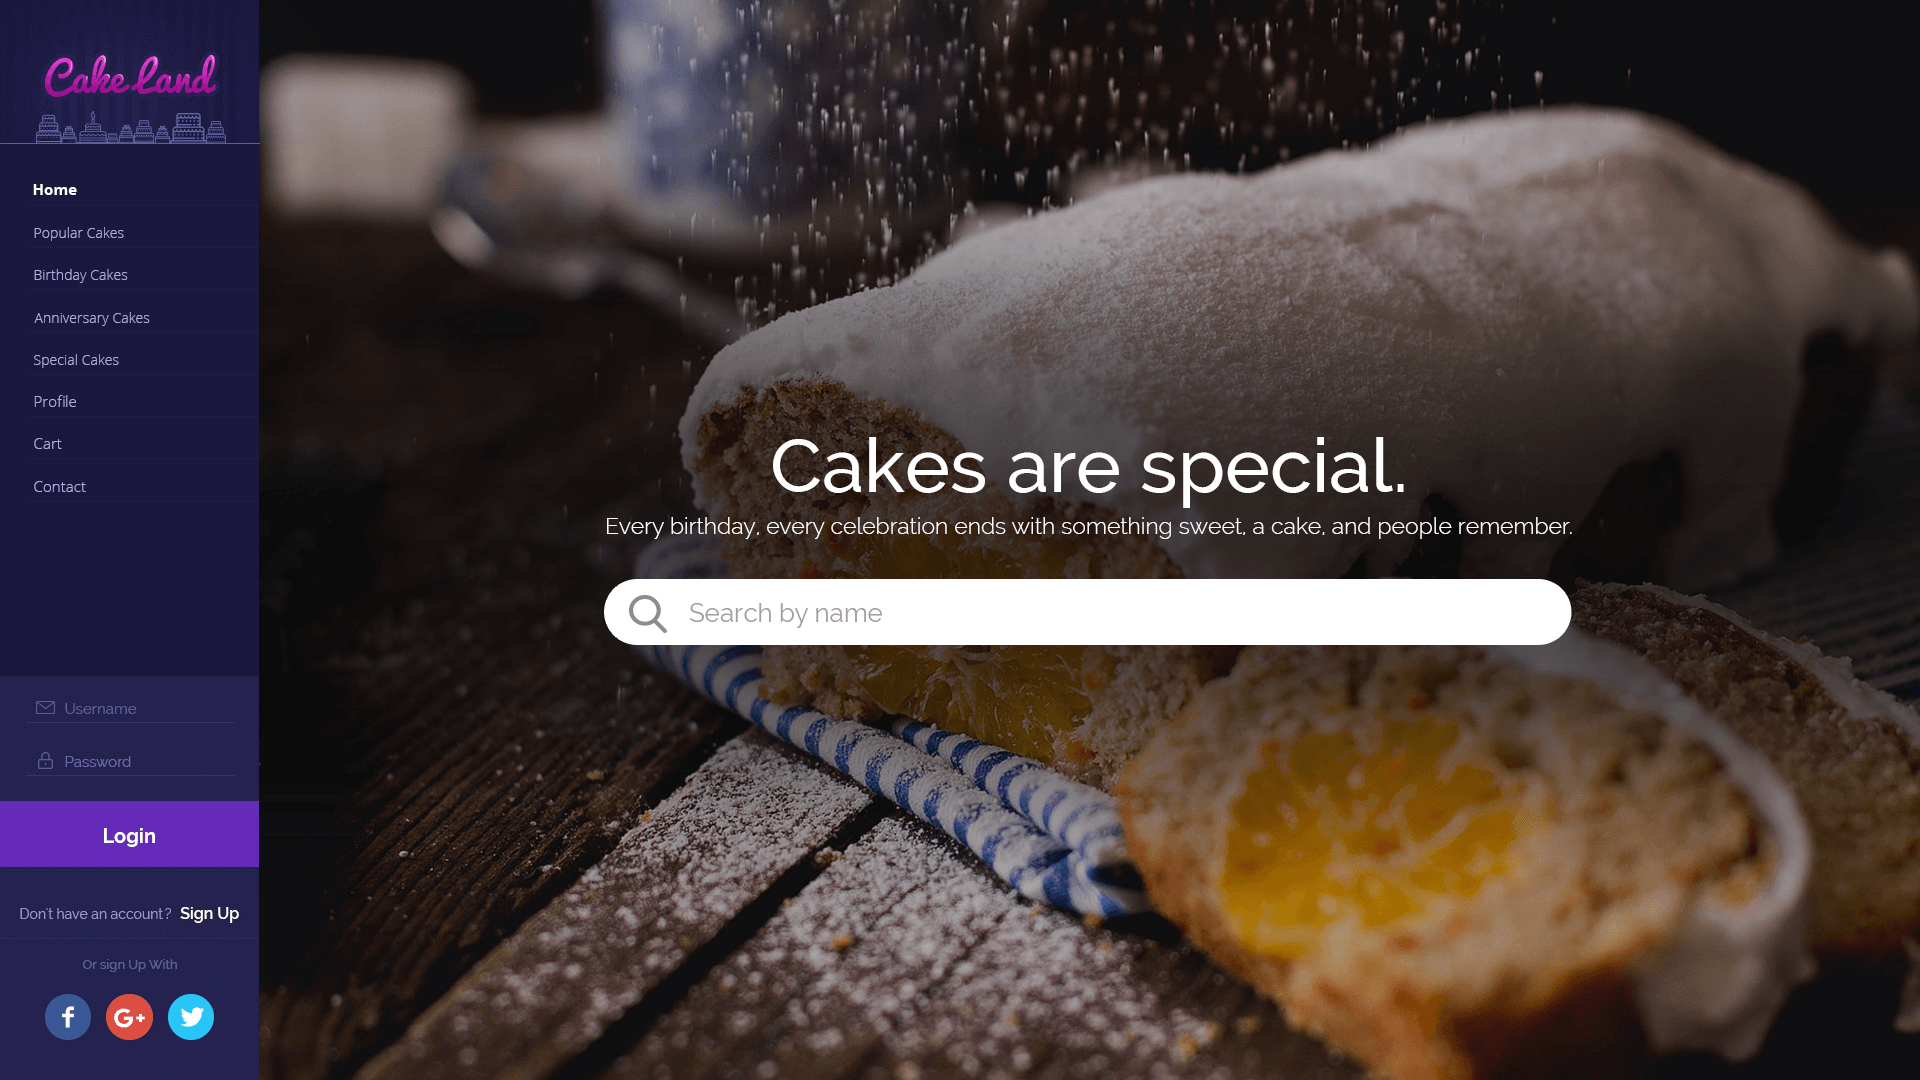 Cake Land
Home
Popular Cakes
Birthday Cakes
Anniversary Cakes
Special Cakes
Profile
Cart
Contact
Username
Password
Login
Don't have an account? Sign Up
Or sign Up With
f G+
Cakes are special.
Every birthday, every celebration ends with something sweet, a cake, and people remember.
Search by name